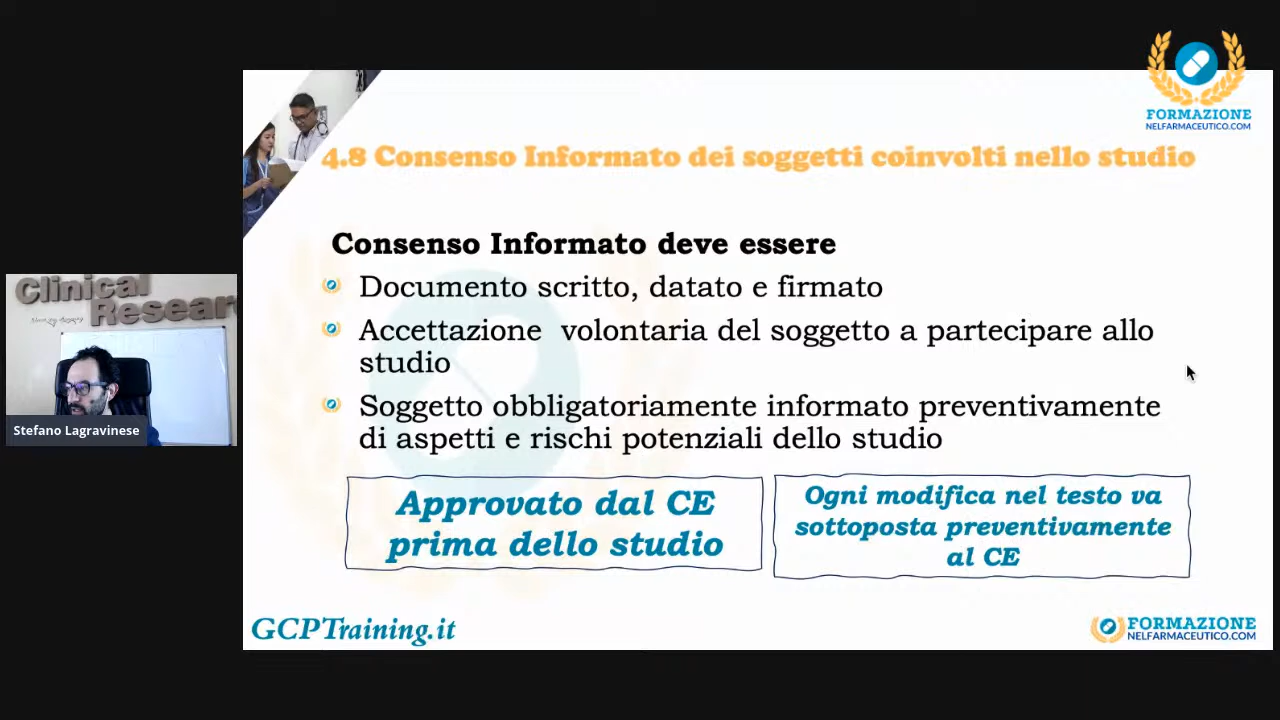 FORMAZIONE
NELFARMACEUTICO.COM
4.8 Consenso Informato dei soggetti coinvolti nello studio
Consenso Informato deve essere
Documento scritto, datato e firmato
Accettazione volontaria del soggetto a partecipare allo
studio
Soggetto obbligatoriamente informato preventivamente
di aspetti e rischi potenziali dello studio
Approvato dal CE
prima dello studio
Ogni modifica nel testo va
sottoposta preventivamente
al CE
Clinical
Research
Stefano Lagravinese
GCPTraining.it
FORMAZIONE
NELFARMACEUTICO.COM